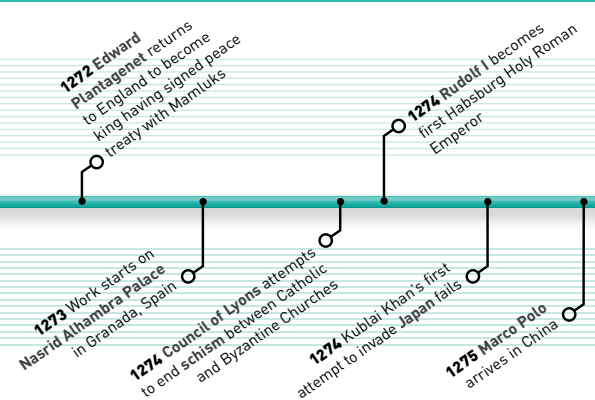 1272 Edward
Plantagenet returns
to England to become
king having signed peace
treaty with Mamluks
1274 Rudolf I becomes
first Habsburg Holy Roman
Emperor
1273 Work starts on
Nasrid Alhambra Palace
in Granada, Spain
1274 Council of Lyons attempts
to end schism between Catholic
and Byzantine Churches
1274 Kublai Khan's first
attempt to invade Japan fails
1275 Marco Polo
arrives in China